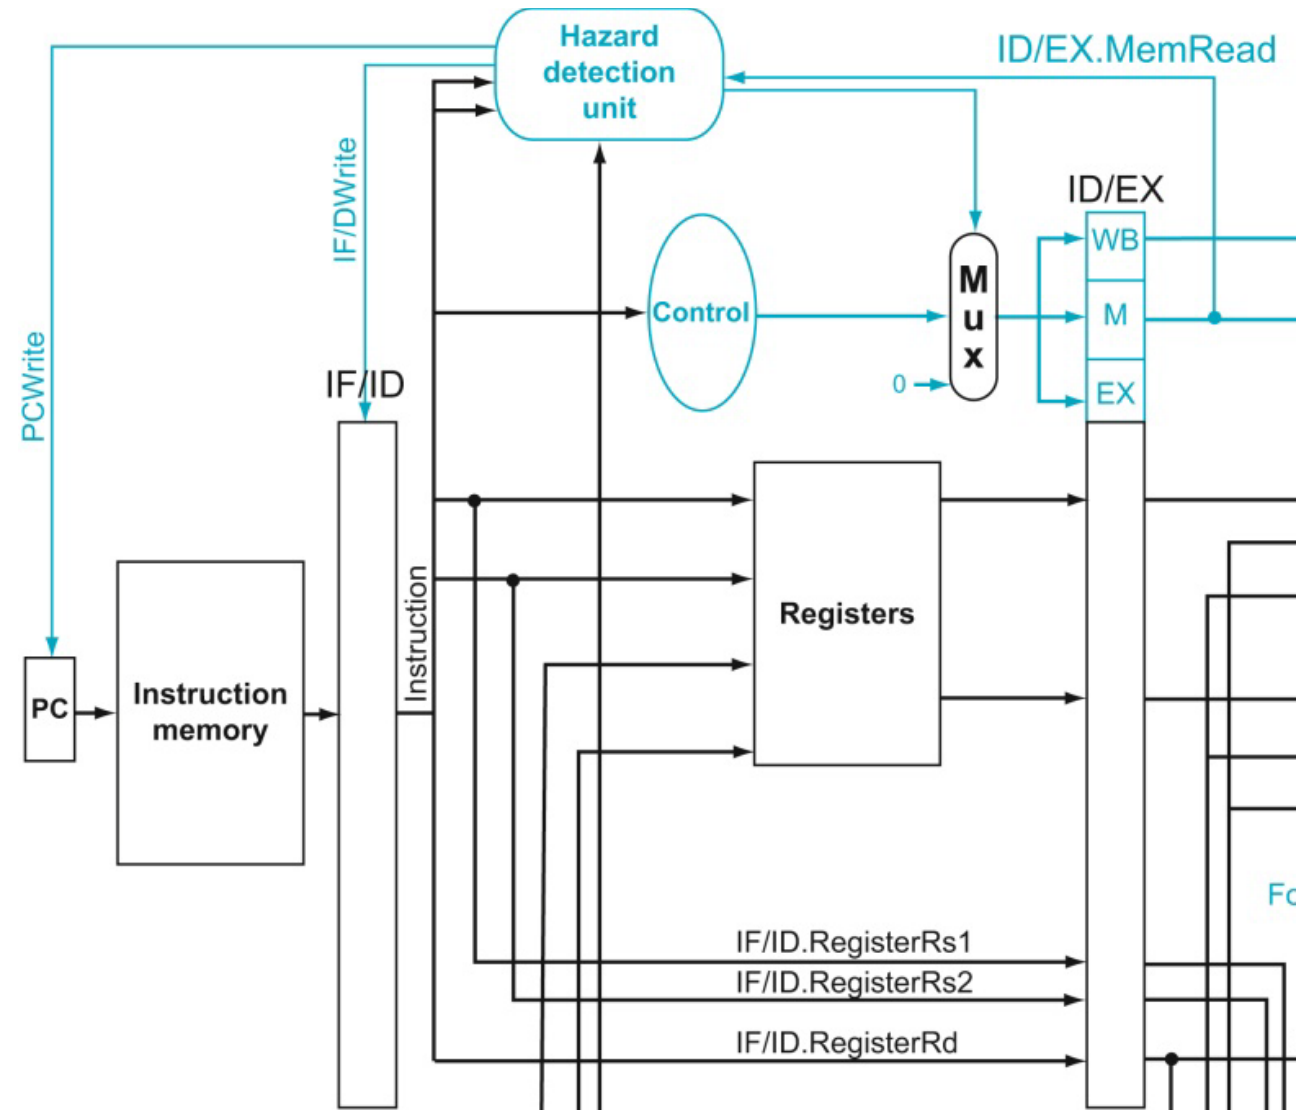 Hazard
detection
unit
ID/EX.MemRead
IF/DWrite
ID/EX
WB
Control
M
u
x
M
PCWrite
IF/ID
0
EX
Instruction
Registers
PC
Instruction
memory
Fo
IF/ID.RegisterRs1
IF/ID.RegisterRs2
IF/ID.RegisterRd